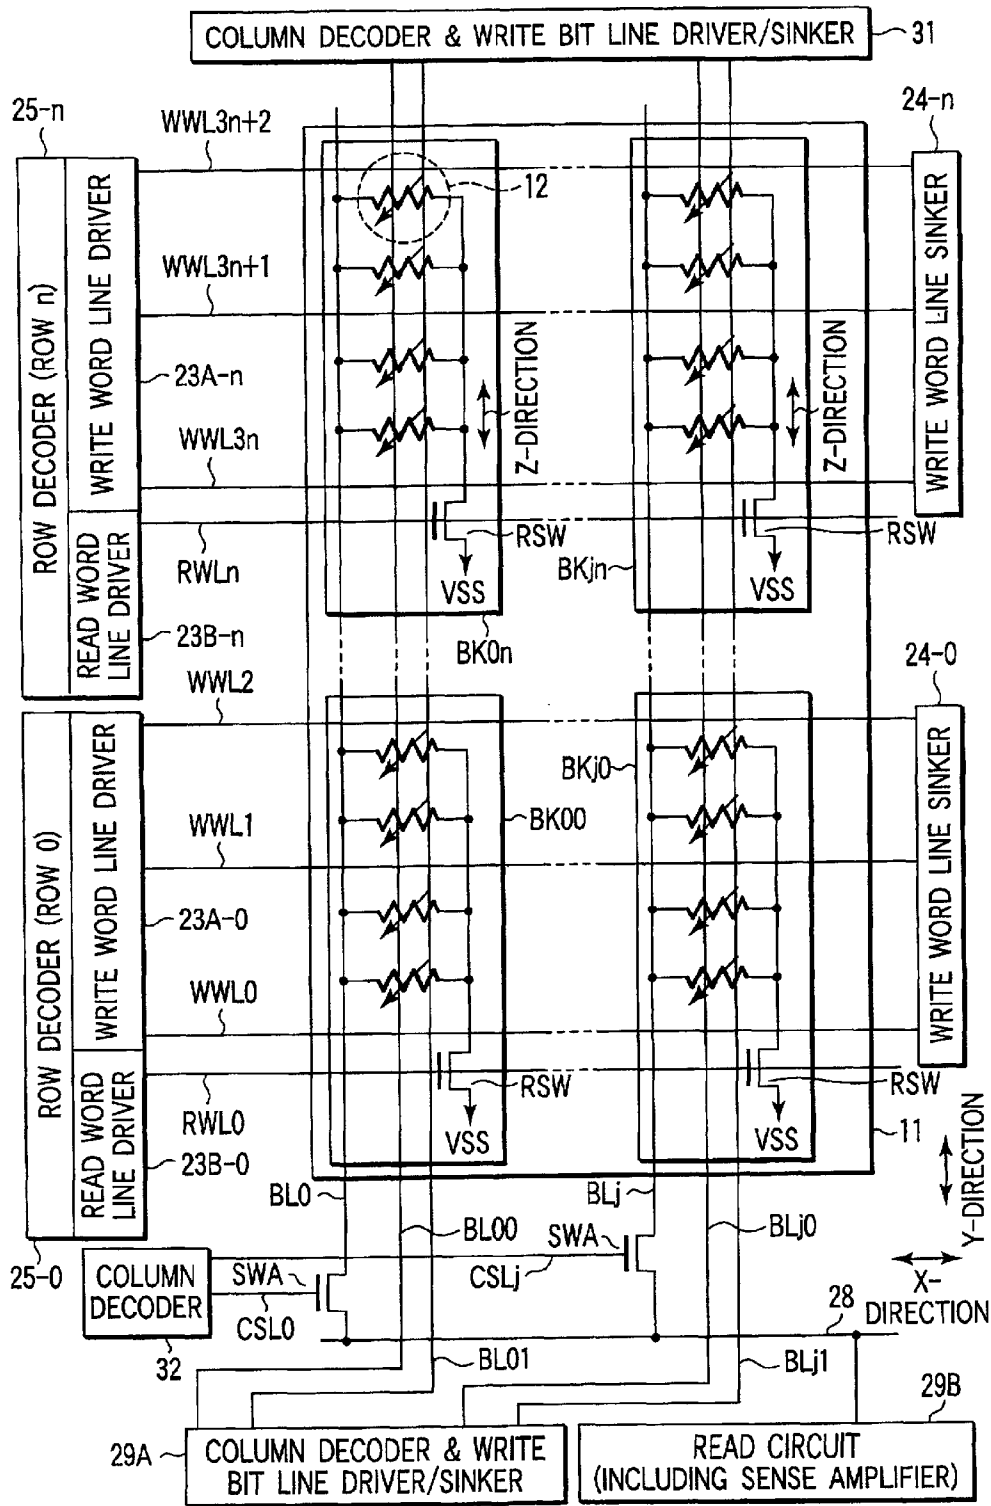 COLUMN DECODER & WRITE BIT LINE DRIVER/SINKER
31
25-n
WWL3n+2
24-n
12
ROW DECODER (ROW n)
WRITE WORD LINE DRIVER
WRITE WORD LINE SINKER
WWL3n+1
Z-DIRECTION
Z-DIRECTION
23A-n
WWL3n
RSW
RSW
RWLn
READ WORD
LINE DRIVER
VSS
BKjn
VSS
23B-n
BK0n
WWL2
24-0
ROW DECODER (ROW 0)
WRITE WORD LINE DRIVER
WRITE WORD LINE SINKER
BKj0
BK00
WWL1
23A-0
WWL0
RSW
RSW
RWL0
READ WORD
LINE DRIVER
VSS
VSS
11
23B-0
Y-DIRECTION
BL0
BLj
BL00
BLj0
25-0
SWA
SWA
CSLj
COLUMN
DECODER
X-
DIRECTION
CSL0
28
32
BL01
BLj1
29B
29A
COLUMN DECODER & WRITE
BIT LINE DRIVER/SINKER
READ CIRCUIT
(INCLUDING SENSE AMPLIFIER)